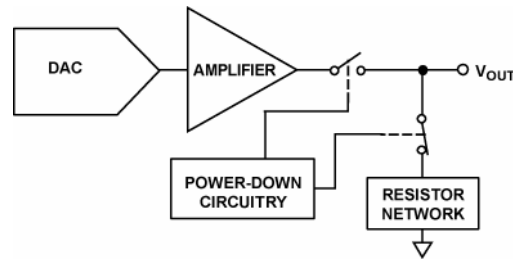 DAC
AMPLIFIER
VOUT
POWER-DOWN
CIRCUITRY
RESISTOR
NETWORK